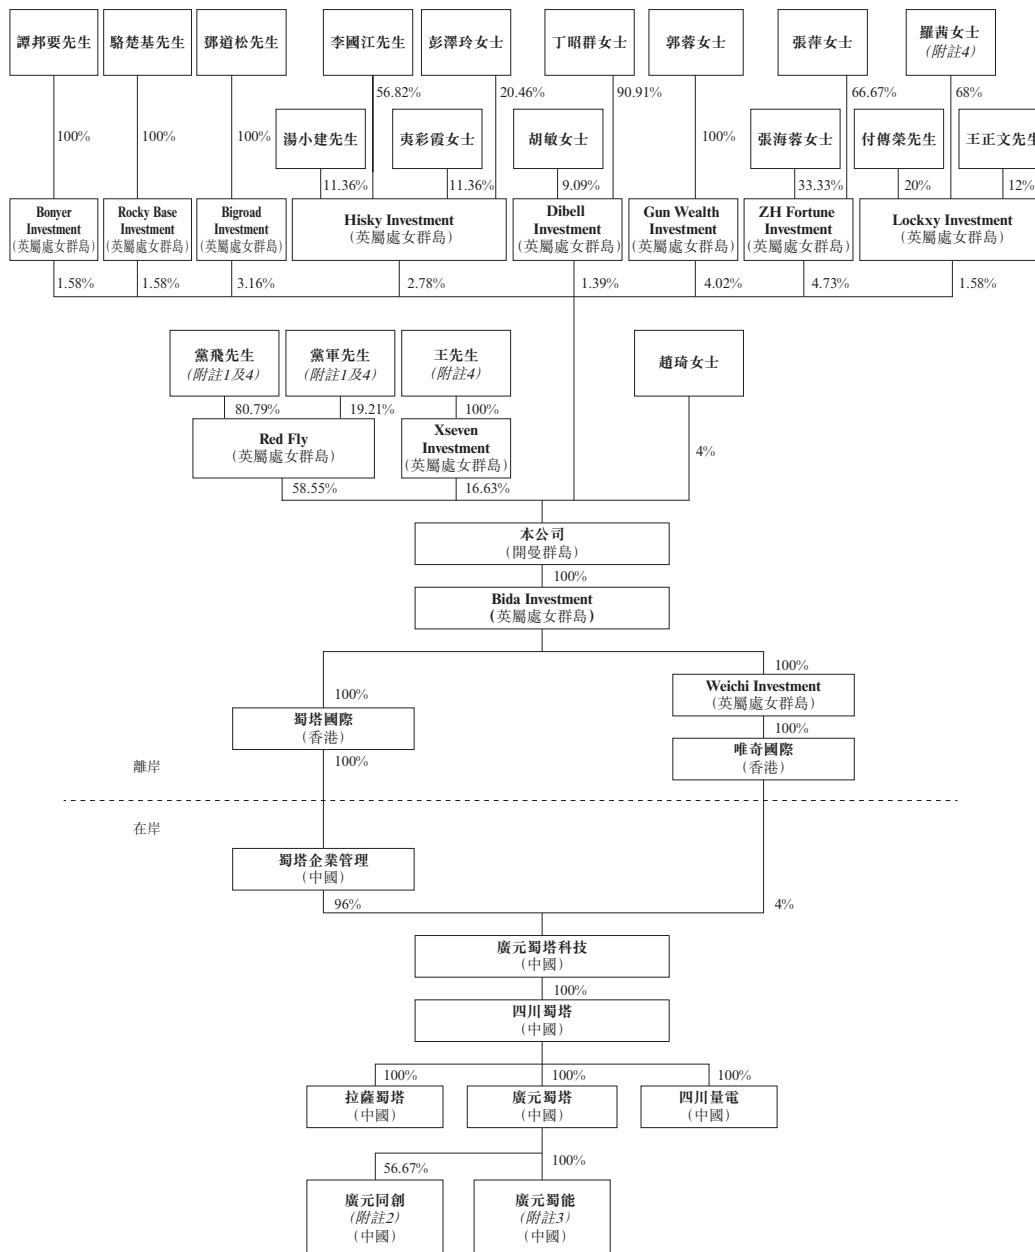 譚邦要先生
駱楚基先生
鄧道松先生
李國江先生
彭澤玲女士
丁昭群女士
郭蓉女士
張萍女士
羅茜女士
(附註4)
56.82%
20.46%
90.91%
66.67%
68%
100%
100%
100%
湯小建先生
夷彩霞女士
胡敏女士
100%
張海蓉女士
付傳榮先生
王正文先生
11.36%
11.36%
9.09%
33.33%
20%
12%
Bonyer
Investment
(英屬處女群島)
Rocky Base
Investment
(英屬處女群島)
Bigroad
Investment
(英屬處女群島)
Hisky Investment
(英屬處女群島)
Dibell
Investment
(英屬處女群島)
Gun Wealth
Investment
(英屬處女群島)
ZH Fortune
Investment
(英屬處女群島)
Lockxy Investment
(英屬處女群島)
1.58%
1.58%
3.16%
2.78%
1.39%
4.02%
4.73%
1.58%
黨飛先生
(附註1及4)
黨軍先生
(附註1及4)
王先生
(附註4)
趙琦女士
80.79%
19.21%
100%
Red Fly
(英屬處女群島)
Xseven
Investment
(英屬處女群島)
4%
58.55%
16.63%
本公司
(開曼群島)
100%
Bida Investment
(英屬處女群島)
100%
100%
Weichi Investment
(英屬處女群島)
蜀塔國際
(香港)
100%
唯奇國際
(香港)
100%
離岸
在岸
蜀塔企業管理
(中國)
96%
4%
廣元蜀塔科技
(中國)
100%
四川蜀塔
(中國)
100%
100%
100%
拉薩蜀塔
(中國)
廣元蜀塔
(中國)
四川量電
(中國)
56.67%
100%
廣元同創
(附註2)
(中國)
廣元蜀能
(附註3)
(中國)